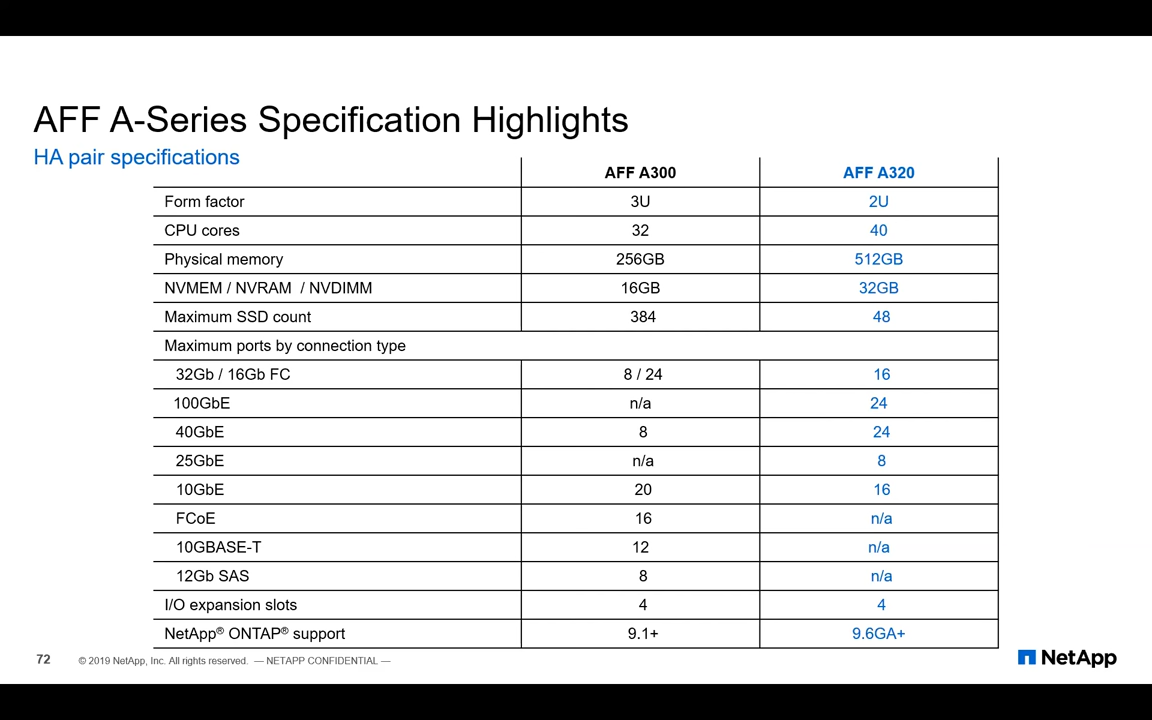 AFF A-Series Specification Highlights
HA pair specifications
AFF A300 AFF A320
Form factor 3U 2U
CPU cores 32 40
Physical memory 256GB 512GB
NVMEM / NVRAM / NVDIMM 16GB 32GB
Maximum SSD count 384 48
Maximum ports by connection type
32Gb / 16Gb FC 8 / 24 16
100GbE n/a 24
40GbE 8 24
25GbE n/a 8
10GbE 20 16
FCoE 16 n/a
10GBASE-T 12 n/a
12Gb SAS 8 n/a
I/O expansion slots 4 4
NetApp® ONTAP® support 9.1+ 9.6GA+
72 © 2019 NetApp, Inc. All rights reserved. — NETAPP CONFIDENTIAL — NetApp